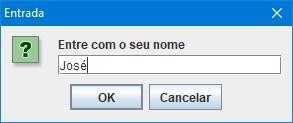 Entrada
?
Entre com o seu nome
José
OK
Cancelar